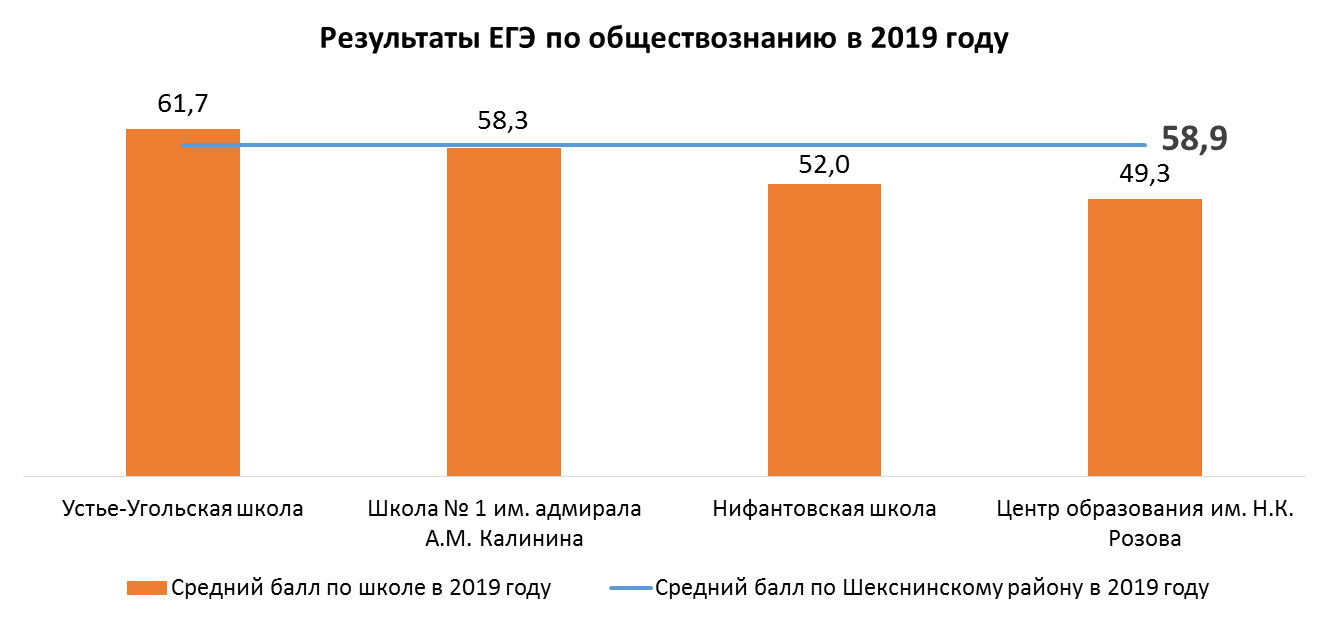 Результаты ЕГЭ по обществознанию в 2019 году
61,7
58,3
52,0
49,3
58,9
Устье-Угольская школа
Школа № 1 им. адмирала
А.М. Калинина
Нифантовская школа
Центр образования им. Н.К.
Розова
Средний балл по школе в 2019 году
Средний балл по Шекснинскому району в 2019 году